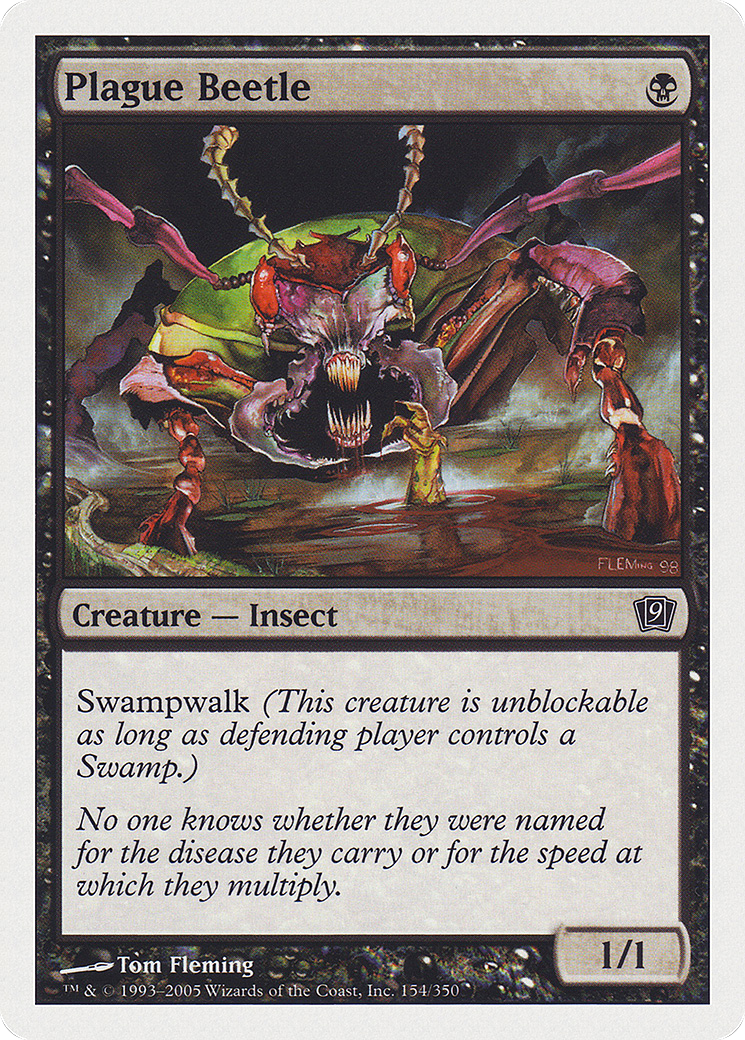 Plague Beetle
FLEMING 98
Creature — Insect
9
Swampwalk (This creature is unblockable
as long as defending player controls a
Swamp.)
No one knows whether they were named
for the disease they carry or for the speed at
which they multiply.
1/1
Tom Fleming
™ & © 1993–2005 Wizards of the Coast, Inc. 154/350